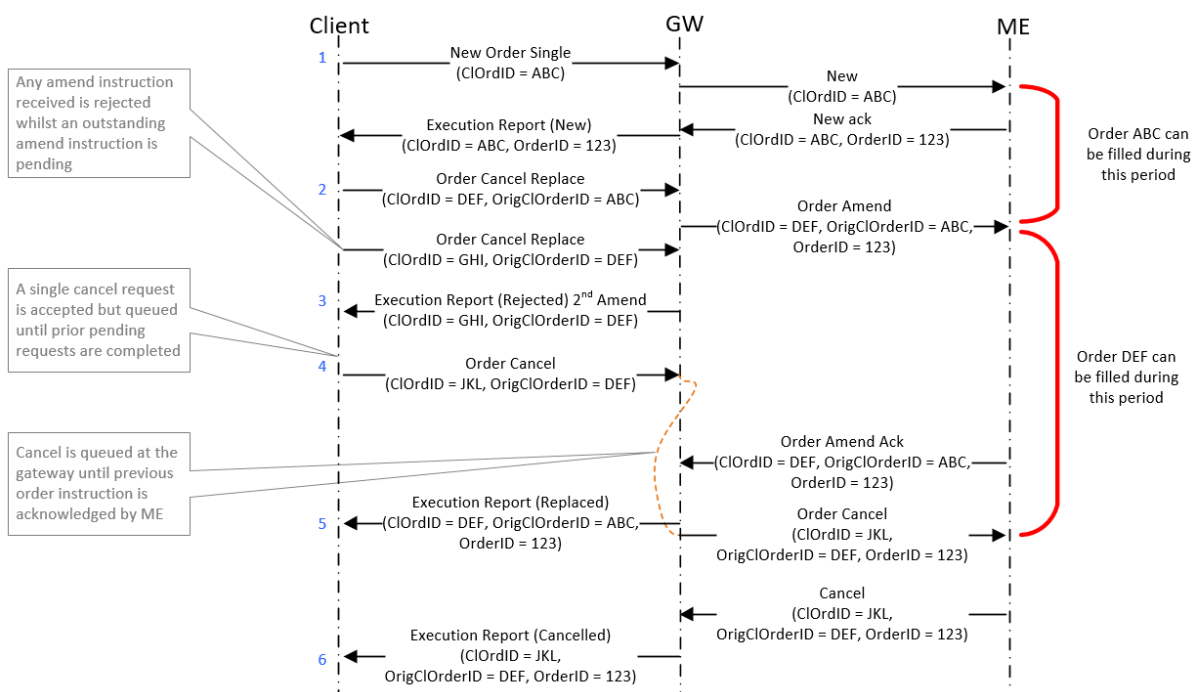 Client
GW
ME
1
New Order Single
(ClOrdID = ABC)
New
(ClOrdID = ABC)
Any amend instruction
received is rejected
whilst an outstanding
amend instruction is
pending
Execution Report (New)
(ClOrdID = ABC, OrderID = 123)
New ack
(ClOrdID = ABC, OrderID = 123)
Order ABC can
be filled during
this period
2
Order Cancel Replace
(ClOrdID = DEF, OrigClOrderID = ABC)
Order Amend
(ClOrdID = DEF, OrigClOrderID = ABC,
OrderID = 123)
Order Cancel Replace
(ClOrdID = GHI, OrigClOrderID = DEF)
A single cancel request
is accepted but queued
until prior pending
requests are completed
3
Execution Report (Rejected) 2nd Amend
(ClOrdID = GHI, OrigClOrderID = DEF)
4
Order Cancel
(ClOrdID = JKL, OrigClOrderID = DEF)
Order DEF can
be filled during
this period
Cancel is queued at the
gateway until previous
order instruction is
acknowledged by ME
Order Amend Ack
(ClOrdID = DEF, OrigClOrderID = ABC,
OrderID = 123)
5
Execution Report (Replaced)
(ClOrdID = DEF, OrigClOrderID = ABC,
OrderID = 123)
Order Cancel
(ClOrdID = JKL,
OrigClOrderID = DEF, OrderID = 123)
Cancel
(ClOrdID = JKL,
OrigClOrderID = DEF, OrderID = 123)
6
Execution Report (Cancelled)
(ClOrdID = JKL,
OrigClOrderID = DEF, OrderID = 123)